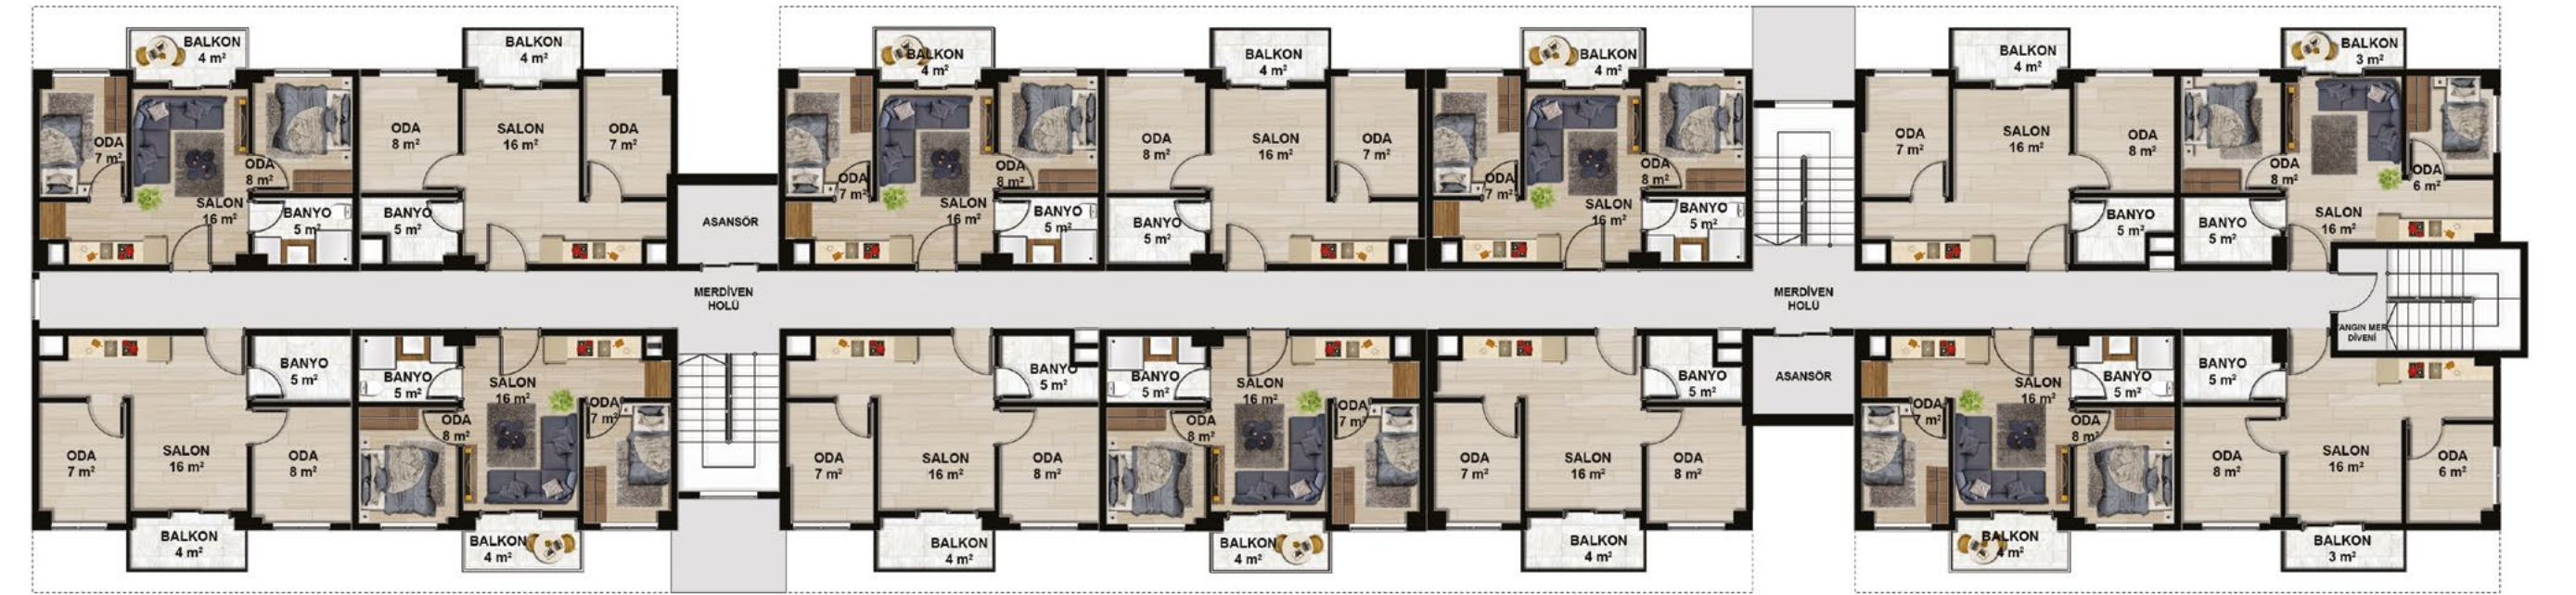 BALKON
4 m²
BALKON
4 m²
BALKON
4 m²
BALKON
4 m²
BALKON
4 m²
BALKON
4 m²
BALKON
3 m²
ODA
7 m²
ODA
8 m²
SALON
16 m²
BANYO
5 m²
ODA
8 m²
SALON
16 m²
ODA
7 m²
BANYO
5 m²
ASANSÖR
ODA
7 m²
ODA
8 m²
SALON
16 m²
BANYO
5 m²
ODA
8 m²
SALON
16 m²
ODA
7 m²
BANYO
5 m²
ODA
7 m²
ODA
8 m²
SALON
16 m²
BANYO
5 m²
ODA
7 m²
SALON
16 m²
ODA
8 m²
BANYO
5 m²
ODA
8 m²
ODA
6 m²
BANYO
5 m²
SALON
16 m²
MERDİVEN
HOLÜ
MERDİVEN
HOLÜ
YANGIN MER
DİVENİ
BANYO
5 m²
ODA
7 m²
SALON
16 m²
ODA
8 m²
BANYO
5 m²
SALON
16 m²
ODA
8 m²
ODA
7 m²
BANYO
5 m²
ODA
7 m²
SALON
16 m²
ODA
8 m²
BANYO
5 m²
SALON
16 m²
ODA
8 m²
ODA
7 m²
BANYO
5 m²
ODA
7 m²
SALON
16 m²
ODA
8 m²
ASANSÖR
ODA
7 m²
SALON
16 m²
BANYO
5 m²
ODA
8 m²
BANYO
5 m²
ODA
8 m²
SALON
16 m²
ODA
6 m²
BALKON
4 m²
BALKON
4 m²
BALKON
4 m²
BALKON
4 m²
BALKON
4 m²
BALKON
4 m²
BALKON
3 m²